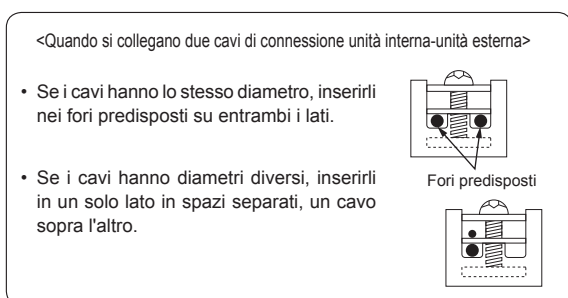 <Quando si collegano due cavi di connessione unità interna-unità esterna>
• Se i cavi hanno lo stesso diametro, inserirli
nei fori predisposti su entrambi i lati.
Fori predisposti
• Se i cavi hanno diametri diversi, inserirli
in un solo lato in spazi separati, un cavo
sopra l'altro.